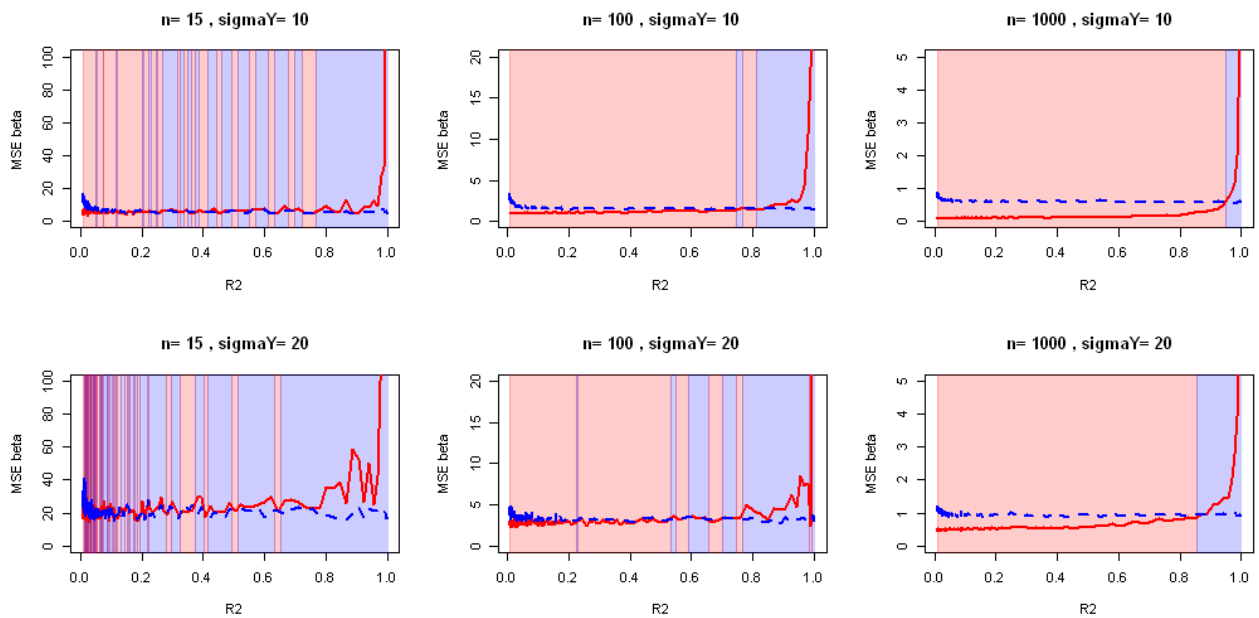 n= 15 , sigmaY= 10
MSE beta
0 20 40 60 80 100
0.0 0.2 0.4 0.6 0.8 1.0
R2
n= 100 , sigmaY= 10
MSE beta
0 5 10 15 20
0.0 0.2 0.4 0.6 0.8 1.0
R2
n= 1000 , sigmaY= 10
MSE beta
0 1 2 3 4 5
0.0 0.2 0.4 0.6 0.8 1.0
R2
n= 15 , sigmaY= 20
MSE beta
0 20 40 60 80 100
0.0 0.2 0.4 0.6 0.8 1.0
R2
n= 100 , sigmaY= 20
MSE beta
0 5 10 15 20
0.0 0.2 0.4 0.6 0.8 1.0
R2
n= 1000 , sigmaY= 20
MSE beta
0 1 2 3 4 5
0.0 0.2 0.4 0.6 0.8 1.0
R2